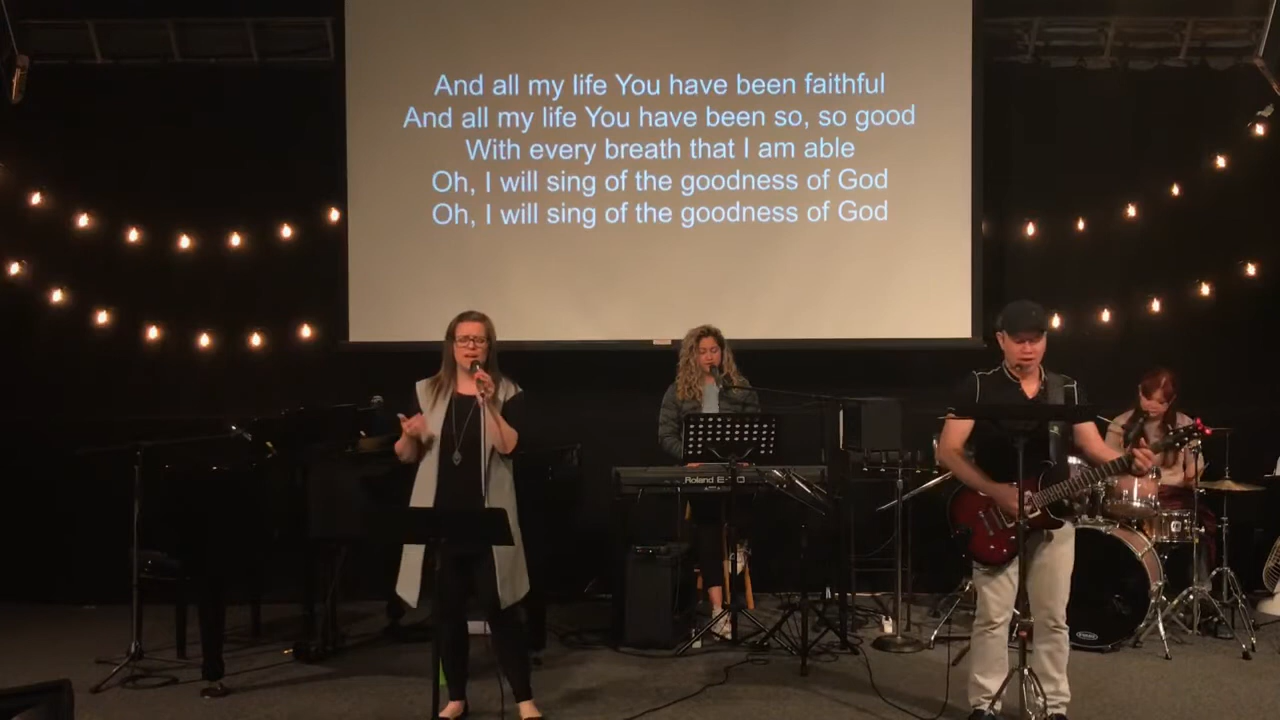 And all my life You have been faithful
And all my life You have been so, so good
With every breath that I am able
Oh, I will sing of the goodness of God
Oh, I will sing of the goodness of God
Roland